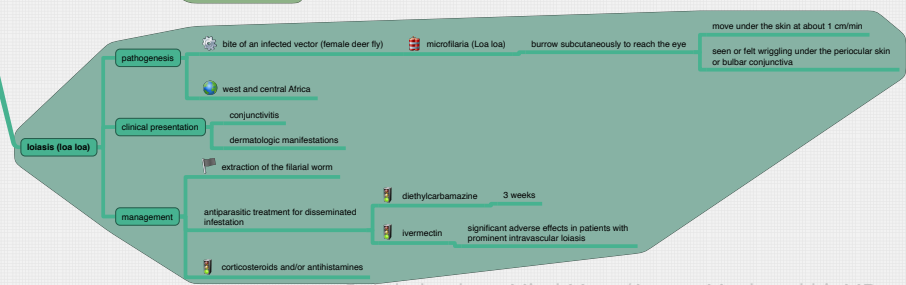 loiasis (loa loa)
pathogenesis
bite of an infected vector (female deer fly)
microfilaria (Loa loa)
burrow subcutaneously to reach the eye
move under the skin at about 1 cm/min
seen or felt wriggling under the periocular skin
or bulbar conjunctiva
west and central Africa
clinical presentation
conjunctivitis
dermatologic manifestations
management
extraction of the filarial worm
antiparasitic treatment for disseminated
infestation
diethylcarbamazine
3 weeks
ivermectin
significant adverse effects in patients with
prominent intravascular loiasis
corticosteroids and/or antihistamines